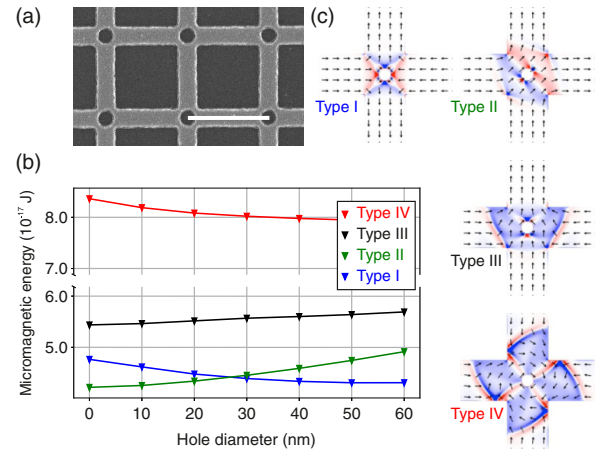 (a)
(c)
Type I
Type II
(b)
Micromagnetic energy (10⁻¹⁷ J)
8.0
7.0
6.0
5.0
Type IV
Type III
Type II
Type I
0 10 20 30 40 50 60
Hole diameter (nm)
Type III
Type IV